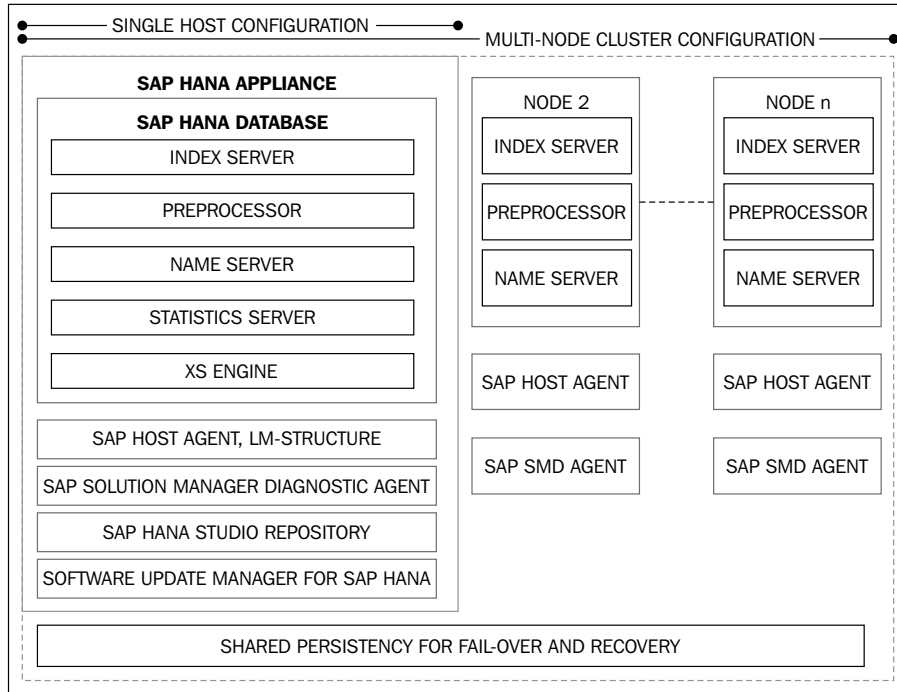 SINGLE HOST CONFIGURATION
MULTI-NODE CLUSTER CONFIGURATION
SAP HANA APPLIANCE
SAP HANA DATABASE
INDEX SERVER
PREPROCESSOR
NAME SERVER
STATISTICS SERVER
XS ENGINE
SAP HOST AGENT, LM-STRUCTURE
SAP SOLUTION MANAGER DIAGNOSTIC AGENT
SAP HANA STUDIO REPOSITORY
SOFTWARE UPDATE MANAGER FOR SAP HANA
NODE 2
INDEX SERVER
PREPROCESSOR
NAME SERVER
SAP HOST AGENT
SAP SMD AGENT
NODE n
INDEX SERVER
PREPROCESSOR
NAME SERVER
SAP HOST AGENT
SAP SMD AGENT
SHARED PERSISTENCY FOR FAIL-OVER AND RECOVERY